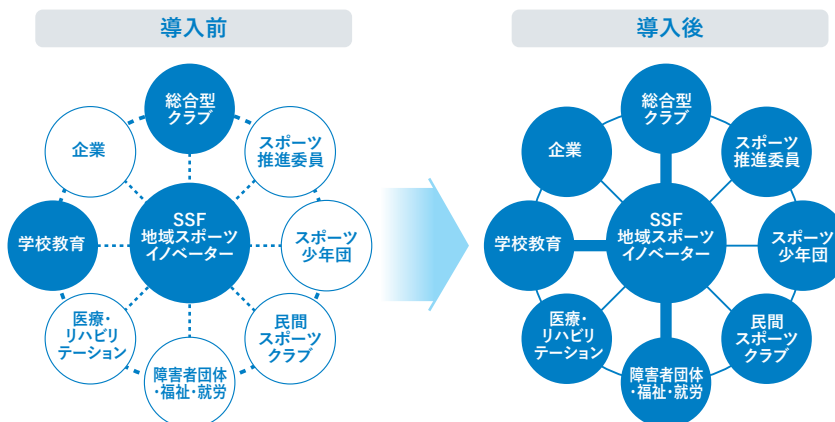 導入前
総合型
クラブ
企業
スポーツ
推進委員
学校教育
SSF
地域スポーツ
イノベーター
スポーツ
少年団
医療・
リハビリ
テーション
民間
スポーツ
クラブ
障害者団体
・福祉・就労
導入後
総合型
クラブ
企業
スポーツ
推進委員
学校教育
SSF
地域スポーツ
イノベーター
スポーツ
少年団
医療・
リハビリ
テーション
民間
スポーツ
クラブ
障害者団体
・福祉・就労